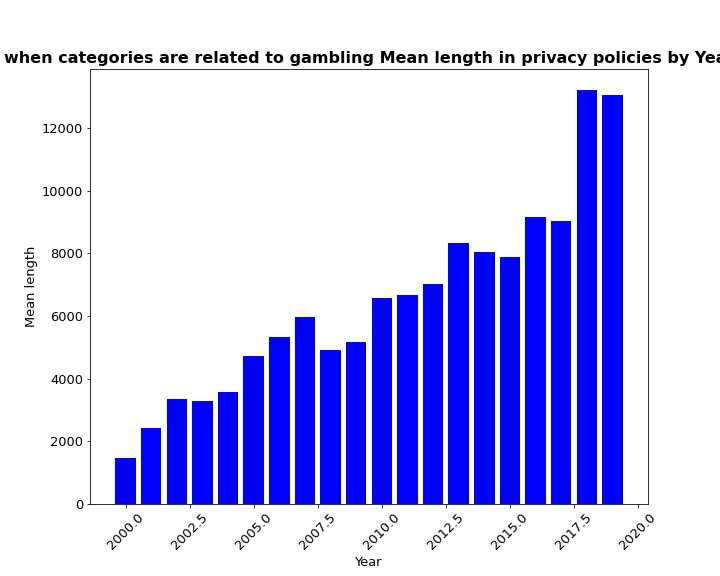 when categories are related to gambling Mean length in privacy policies by Yea
12000
10000
8000
6000
4000
2000
0
Mean length
2000.0 2002.5 2005.0 2007.5 2010.0 2012.5 2015.0 2017.5 2020.0
Year